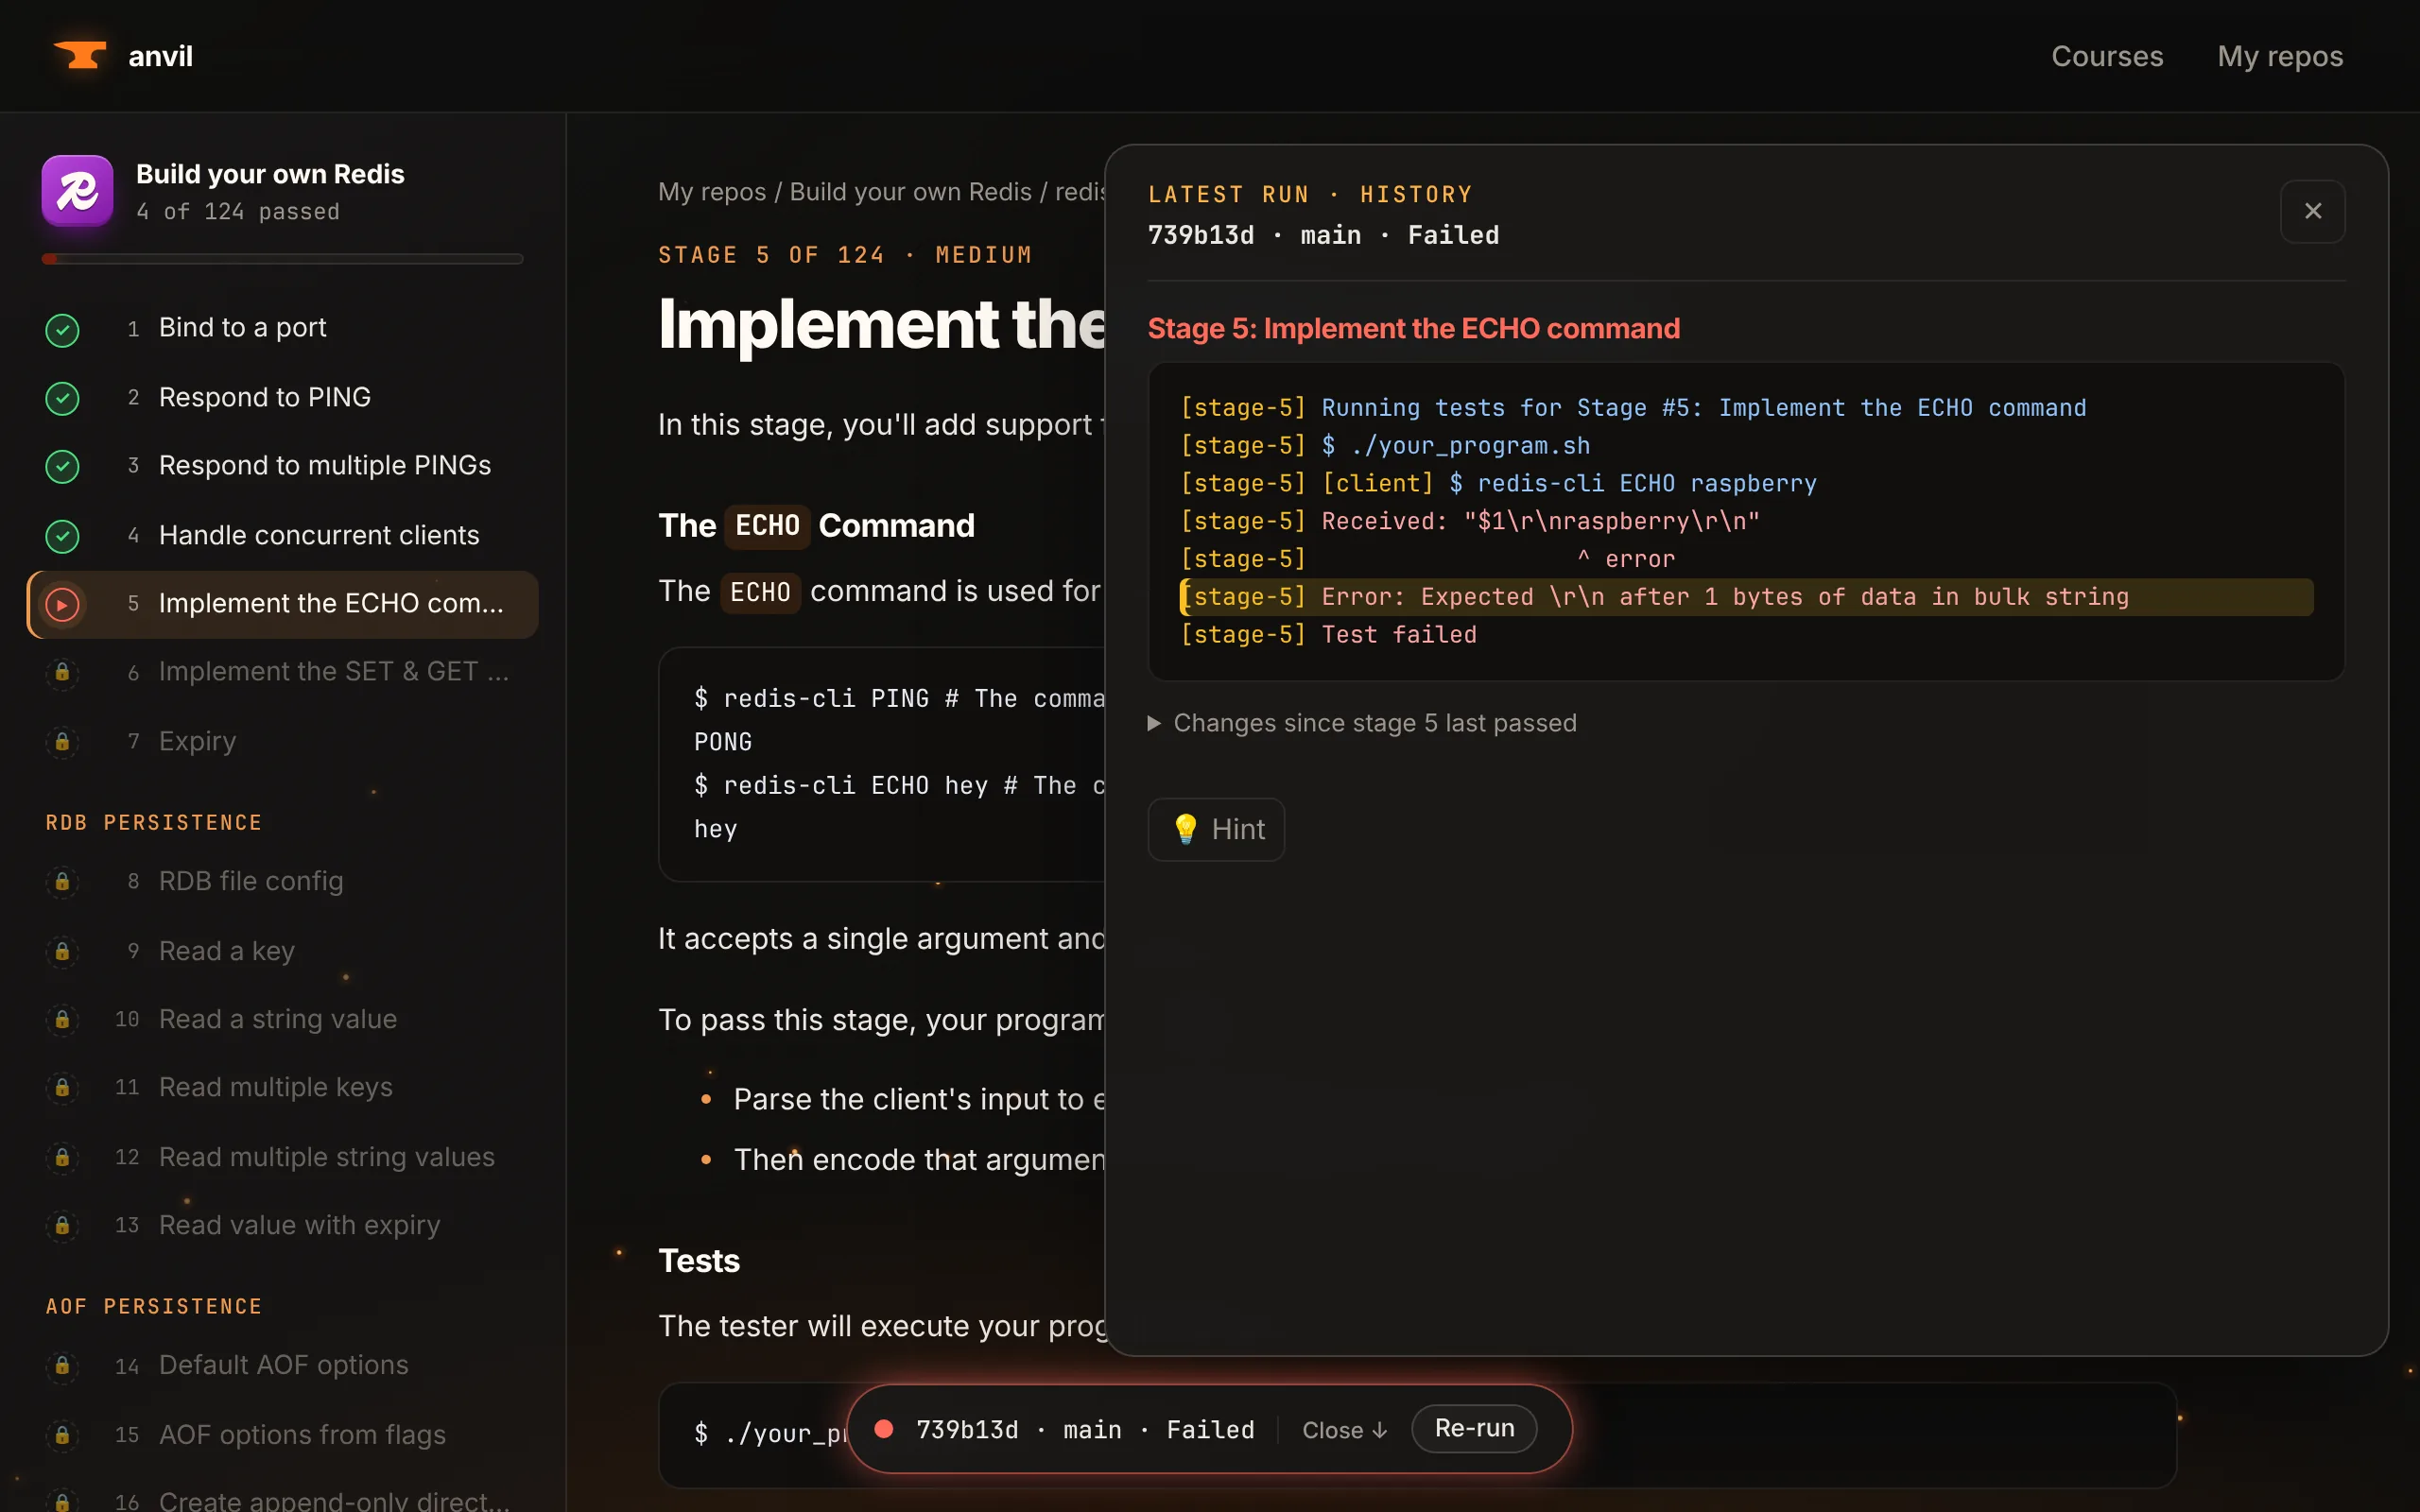 anvil
Courses
My repos
Build your own Redis
4 of 124 passed
1 Bind to a port
2 Respond to PING
3 Respond to multiple PINGs
4 Handle concurrent clients
5 Implement the ECHO com...
6 Implement the SET & GET ...
7 Expiry
RDB PERSISTENCE
8 RDB file config
9 Read a key
10 Read a string value
11 Read multiple keys
12 Read multiple string values
13 Read value with expiry
AOF PERSISTENCE
14 Default AOF options
15 AOF options from flags
16 Create append-only direct...
My repos / Build your own Redis / redis
STAGE 5 OF 124 · MEDIUM
Implement the
In this stage, you'll add support
The ECHO Command
The ECHO command is used for
$ redis-cli PING # The comma
PONG
$ redis-cli ECHO hey # The c
hey
It accepts a single argument and
To pass this stage, your program
• Parse the client's input to e
• Then encode that argumen
Tests
The tester will execute your prog
$ ./your_pr
LATEST RUN · HISTORY
739b13d · main · Failed
Stage 5: Implement the ECHO command
[stage-5] Running tests for Stage #5: Implement the ECHO command
[stage-5] $ ./your_program.sh
[stage-5] [client] $ redis-cli ECHO raspberry
[stage-5] Received: "$1\r\nraspberry\r\n"
[stage-5] ^ error
[stage-5] Error: Expected \r\n after 1 bytes of data in bulk string
[stage-5] Test failed
▶ Changes since stage 5 last passed
💡 Hint
739b13d · main · Failed
Close ↓
Re-run